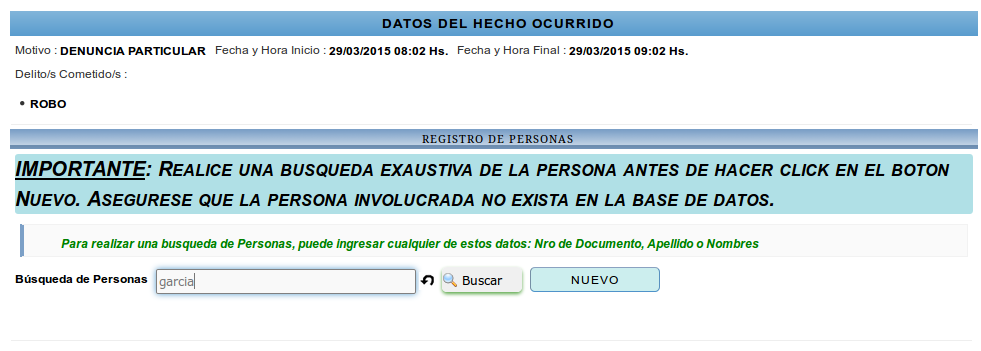 DATOS DEL HECHO OCURRIDO
Motivo : DENUNCIA PARTICULAR Fecha y Hora Inicio : 29/03/2015 08:02 Hs. Fecha y Hora Final : 29/03/2015 09:02 Hs.
Delito/s Cometido/s :
• ROBO
REGISTRO DE PERSONAS
IMPORTANTE: REALICE UNA BUSQUEDA EXAUSTIVA DE LA PERSONA ANTES DE HACER CLICK EN EL BOTON
NUEVO. ASEGURESE QUE LA PERSONA INVOLUCRADA NO EXISTA EN LA BASE DE DATOS.
Para realizar una busqueda de Personas, puede ingresar cualquier de estos datos: Nro de Documento, Apellido o Nombres
Búsqueda de Personas garcia Buscar NUEVO